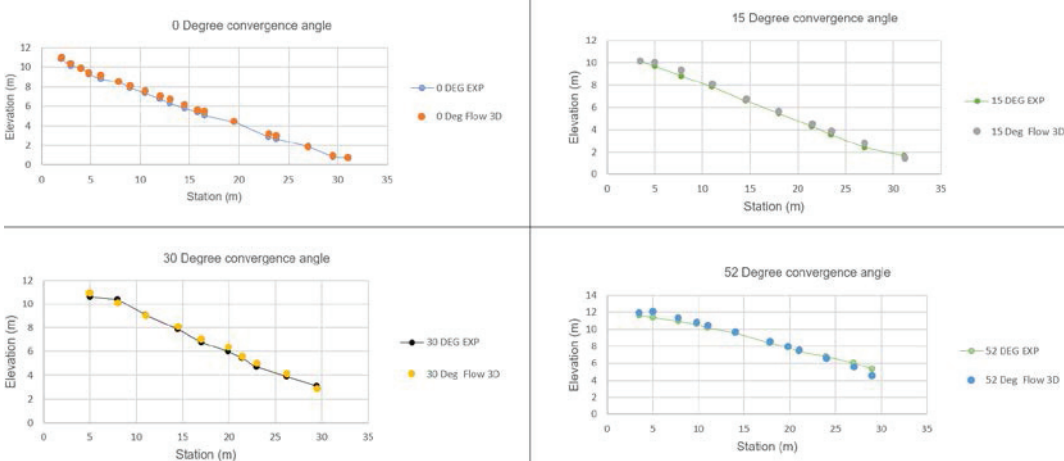 0 Degree convergence angle
12
10
8
6
4
2
0
Elevation (m)
0 5 10 15 20 25 30 35
Station (m)
0 DEG EXP
0 Deg Flow 3D
15 Degree convergence angle
12
10
8
6
4
2
0
Elevation (m)
0 5 10 15 20 25 30 35
Station (m)
15 DEG EXP
15 Deg Flow 3D
30 Degree convergence angle
12
10
8
6
4
2
0
Elevation (m)
0 5 10 15 20 25 30 35
Station (m)
30 DEG EXP
30 Deg Flow 3D
52 Degree convergence angle
14
12
10
8
6
4
2
0
Elevation (m)
0 5 10 15 20 25 30 35
Station (m)
52 DEG EXP
52 Deg Flow 3D